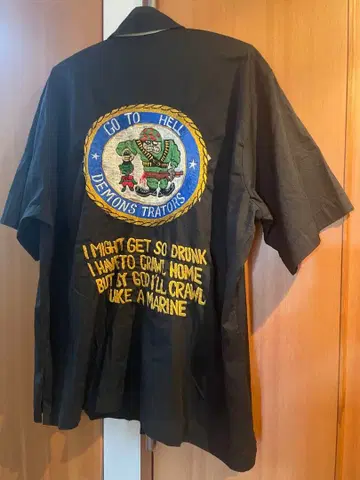 GO TO HELL
DEMONS TRATORS
I MIGHT GET SO DRUNK
I HAVE TO CRAWL HOME
BUT BY GOD I'LL CRAWL
LIKE A MARINE